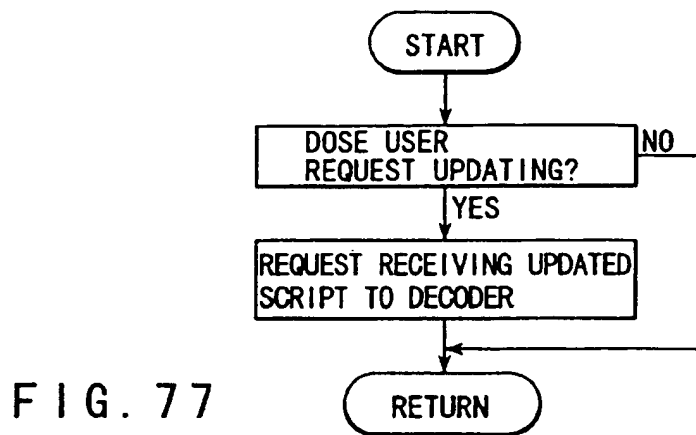 START
DOSE USER
REQUEST UPDATING?
NO
YES
REQUEST RECEIVING UPDATED
SCRIPT TO DECODER
RETURN
FIG. 77